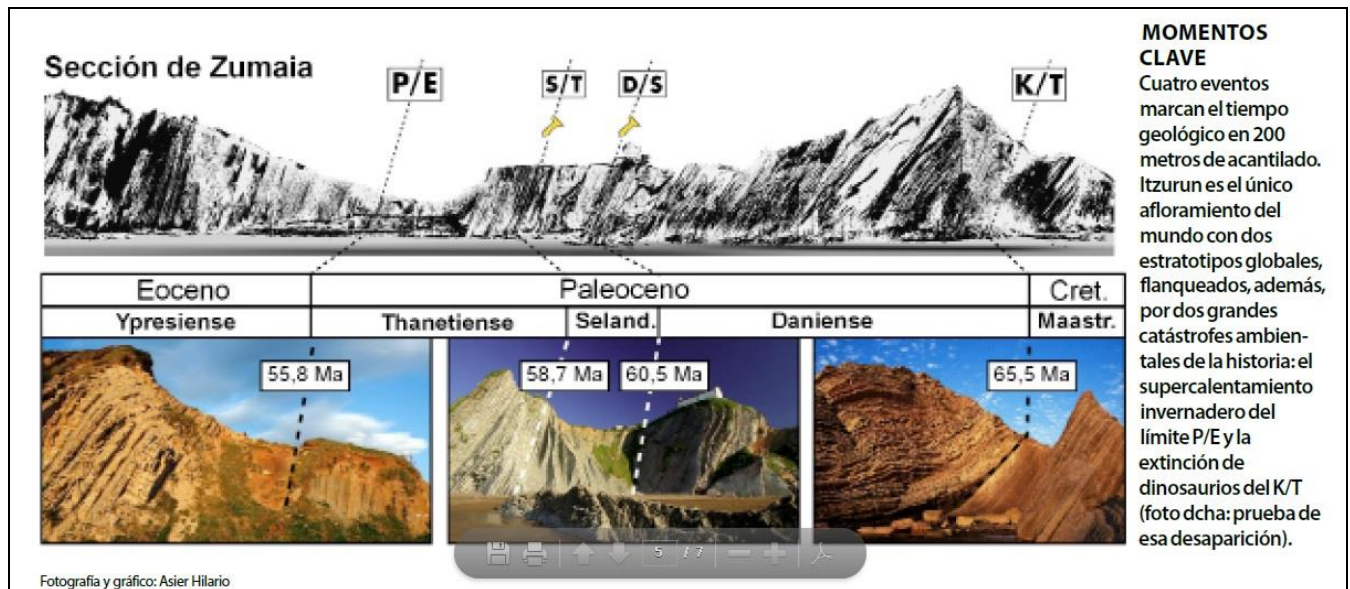 Sección de Zumaia
P/E
S/T
D/S
K/T
Eoceno
Paleoceno
Cret.
Ypresiense
Thanetiense
Seland.
Daniense
Maastr.
55,8 Ma
58,7 Ma
60,5 Ma
65,5 Ma
5 / 7
Fotografía y gráfico: Asier Hilario
MOMENTOS
CLAVE
Cuatro eventos
marcan el tiempo
geológico en 200
metros de acantilado.
Itzurun es el único
afloramiento del
mundo con dos
estratotipos globales,
flanqueados, además,
por dos grandes
catástrofes ambien-
tales de la historia: el
supercalentamiento
invernadero del
límite P/E y la
extinción de
dinosaurios del K/T
(foto dcha: prueba de
esa desaparición).